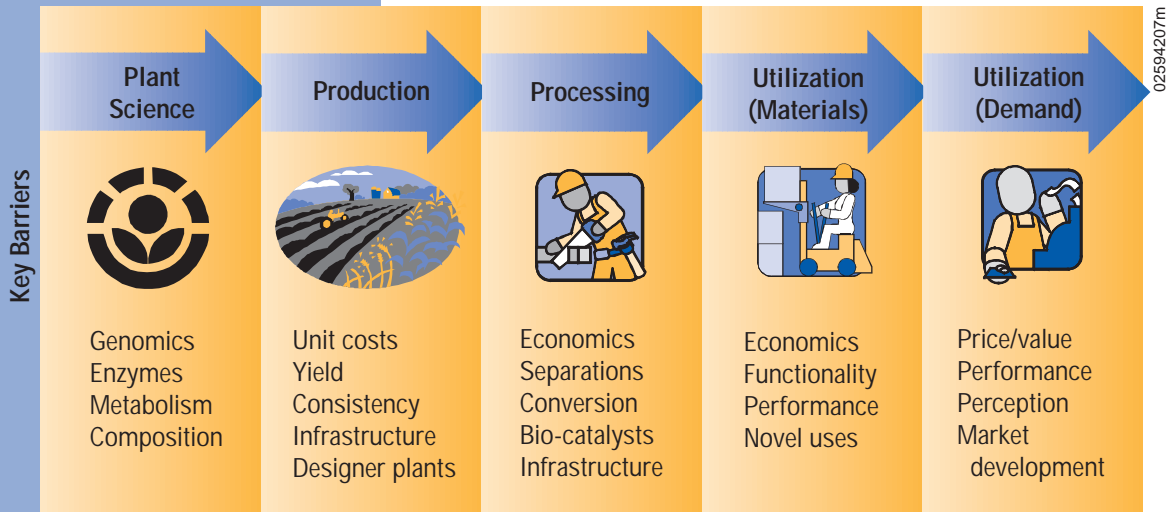 Key Barriers
Plant
Science
Genomics
Enzymes
Metabolism
Composition
Production
Unit costs
Yield
Consistency
Infrastructure
Designer plants
Processing
Economics
Separations
Conversion
Bio-catalysts
Infrastructure
Utilization
(Materials)
Economics
Functionality
Performance
Novel uses
Utilization
(Demand)
Price/value
Performance
Perception
Market
development
02594207m